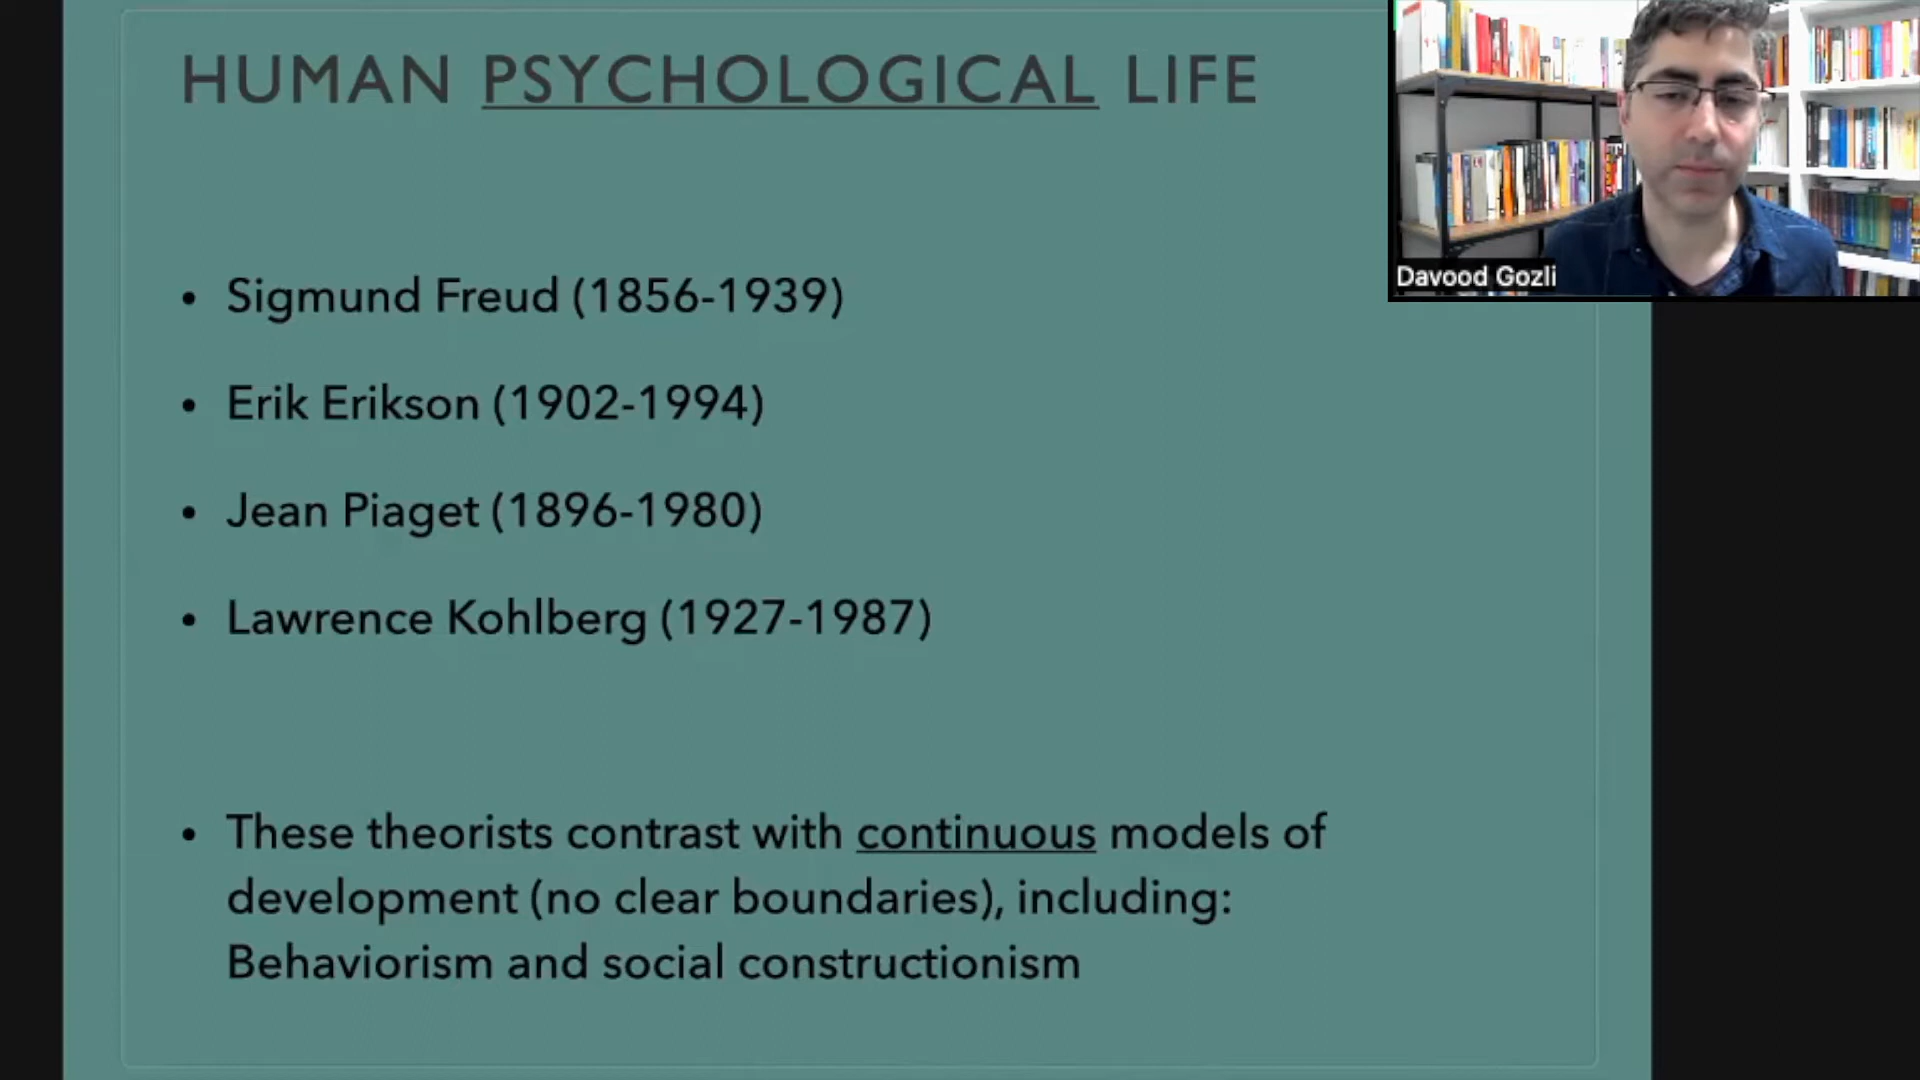 HUMAN PSYCHOLOGICAL LIFE
Davood Gozli
• Sigmund Freud (1856-1939)
• Erik Erikson (1902-1994)
• Jean Piaget (1896-1980)
• Lawrence Kohlberg (1927-1987)
• These theorists contrast with continuous models of
development (no clear boundaries), including:
Behaviorism and social constructionism